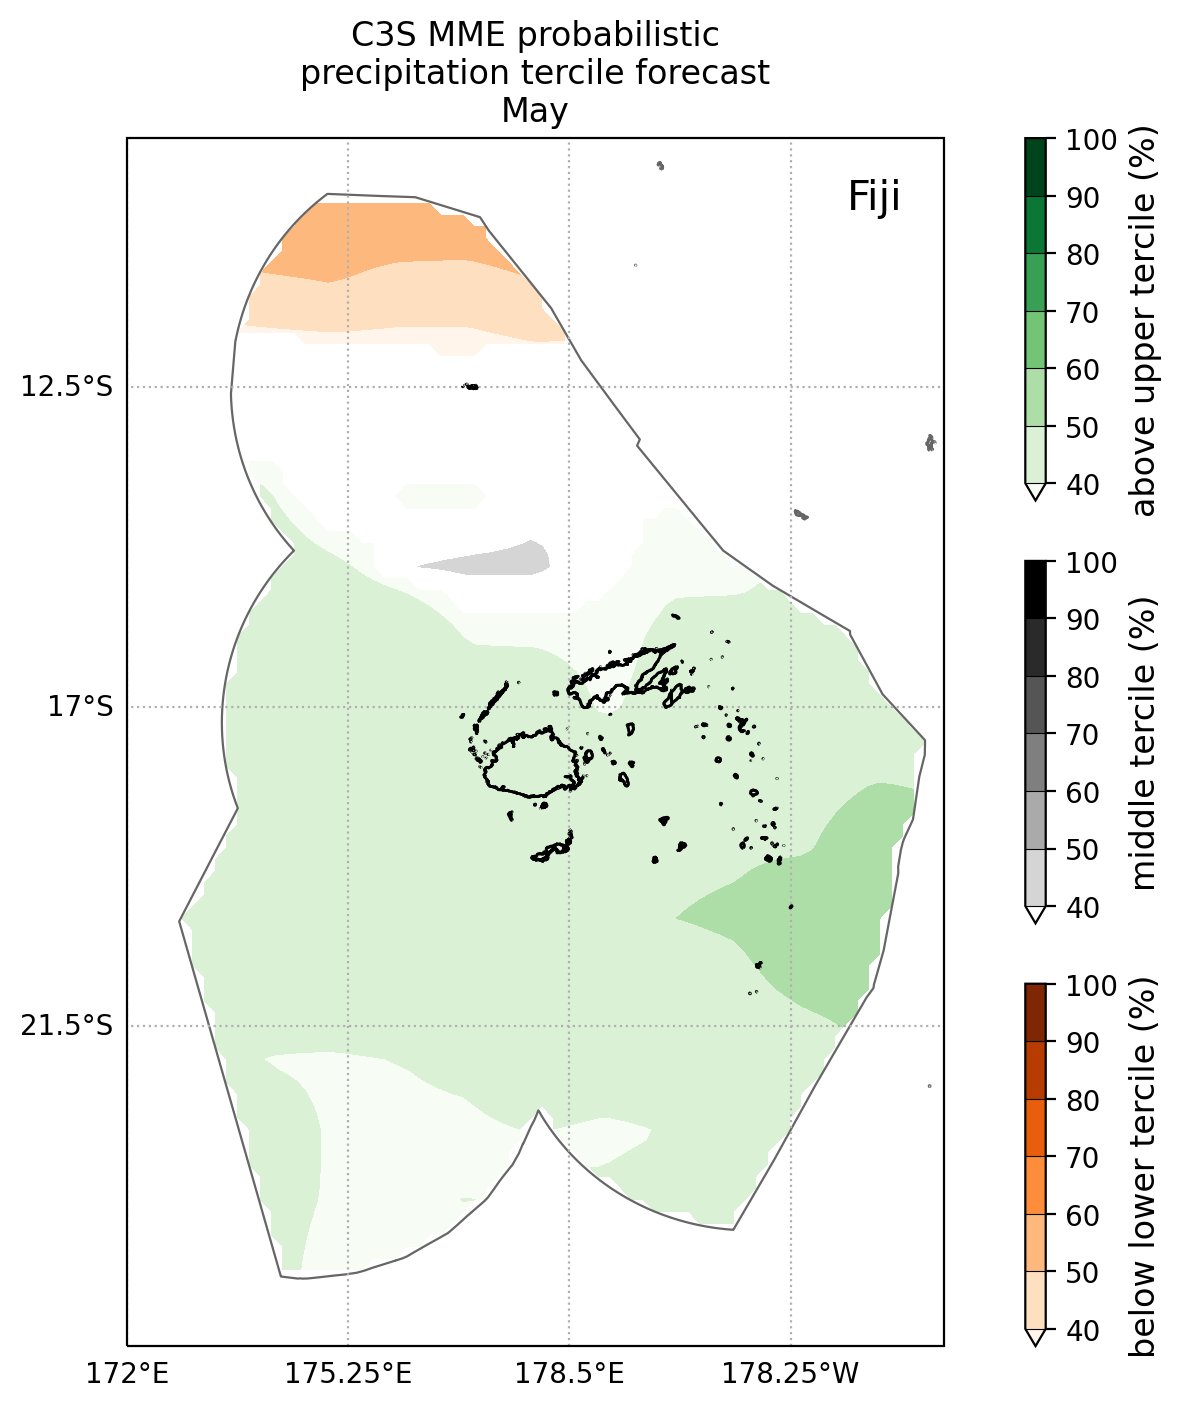 C3S MME probabilistic
precipitation tercile forecast
May
Fiji
12.5°S
17°S
21.5°S
172°E
175.25°E
178.5°E
178.25°W
100
90
80
70
60
50
40
above upper tercile (%)
100
90
80
70
60
50
40
middle tercile (%)
100
90
80
70
60
50
40
below lower tercile (%)